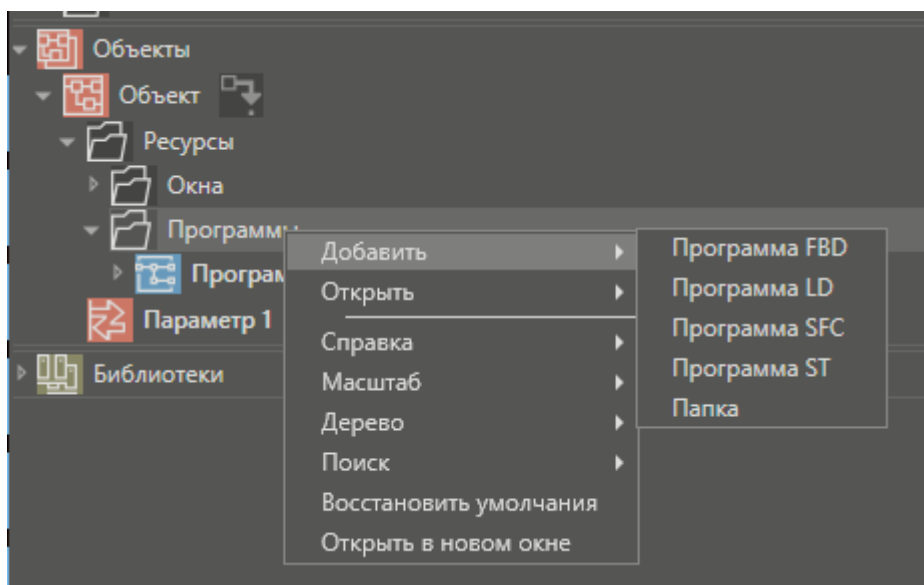 Объекты
Объект
Ресурсы
Окна
Программы
Програм
Параметр 1
Библиотеки
Добавить
Открыть
Справка
Масштаб
Дерево
Поиск
Восстановить умолчания
Открыть в новом окне
Программа FBD
Программа LD
Программа SFC
Программа ST
Папка